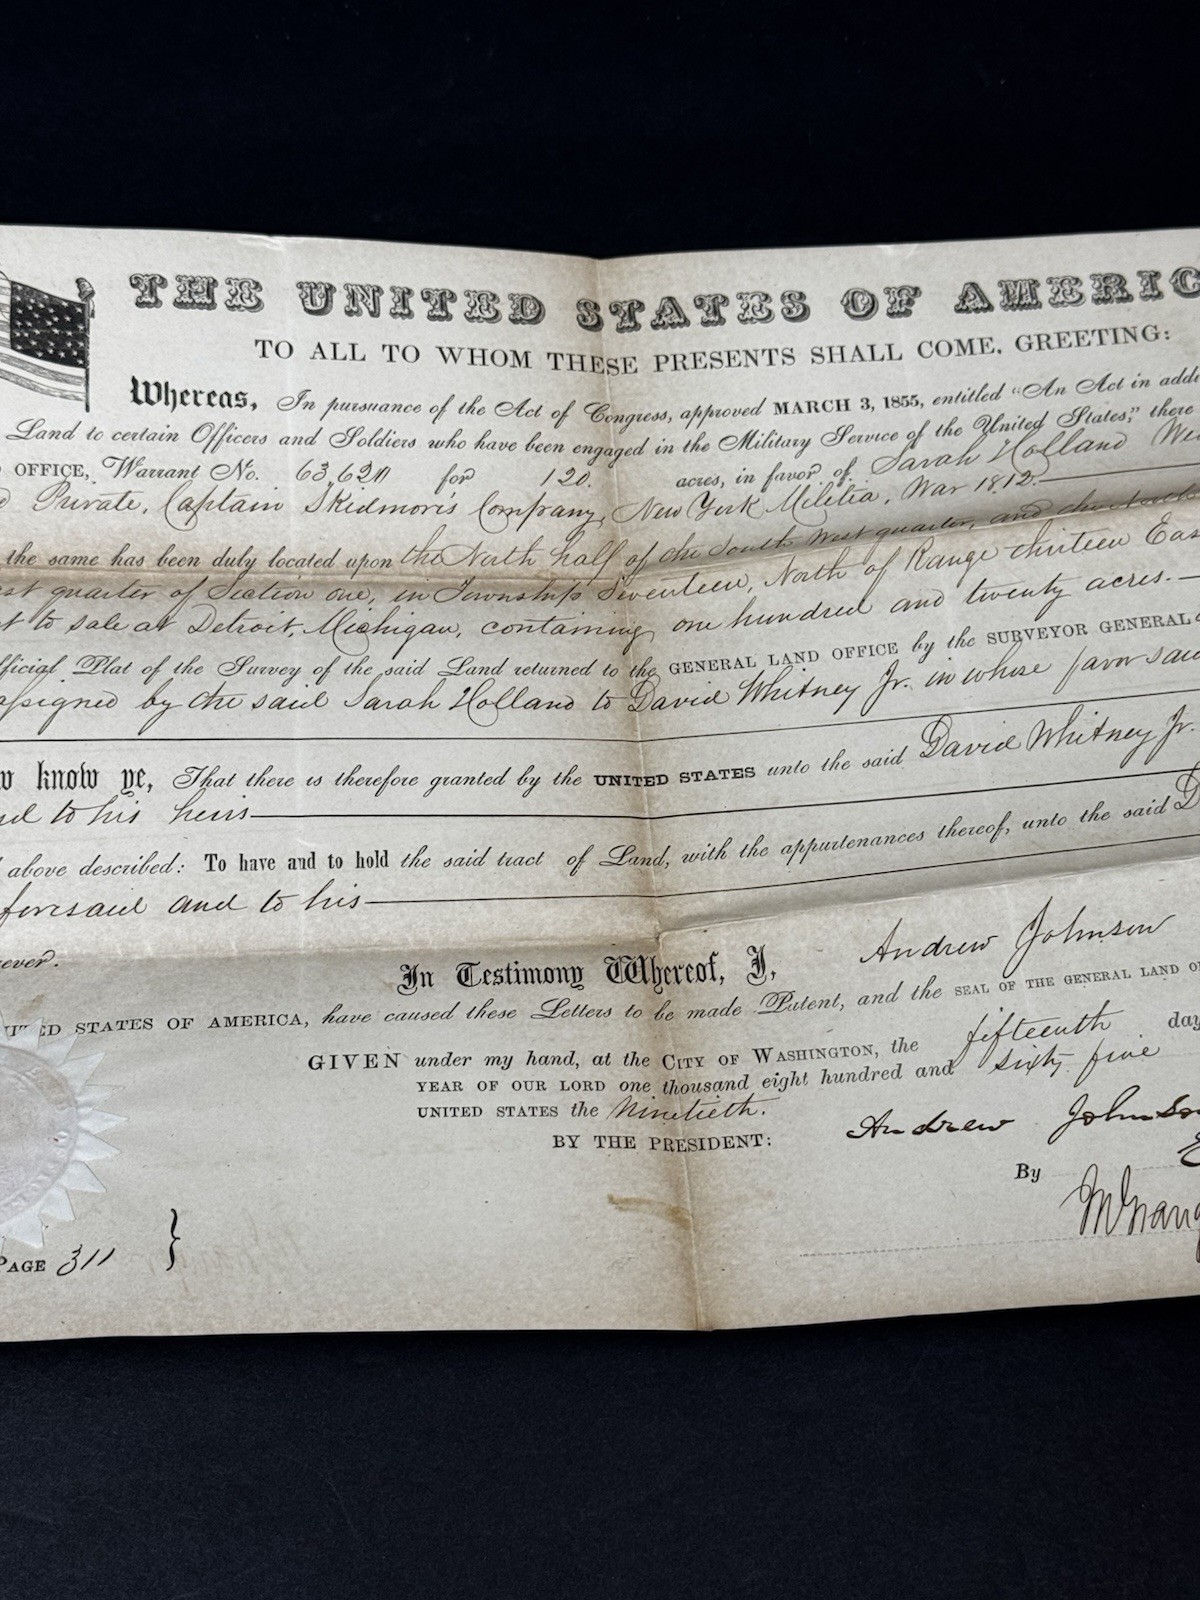 THE UNITED STATES OF AMERIC
TO ALL TO WHOM THESE PRESENTS SHALL COME, GREETING:
Whereas, In pursuance of the Act of Congress, approved MARCH 3, 1855, entitled "An Act in add
Land to certain Officers and Soldiers who have been engaged in the Military Service of the United States," there
OFFICE, Warrant No. 63,620 for 120. acres, in favor of Sarah Holland Wi
Private, Captain Skidmore's Company, New York Militia, War 1812.
the same has been duly located upon the North half of the South West quarter, and the
st quarter of Section one, in Township Seventeen, North of Range thirteen Eas
t to sale at Detroit, Michigan, containing one hundred and twenty acres.
fficial Plat of the Survey of the said Land returned to the GENERAL LAND OFFICE by the SURVEYOR GENERAL
assigned by the said Sarah Holland to David Whitney Jr. in whose favor said
w know ye, That there is therefore granted by the UNITED STATES unto the said David Whitney Jr.
nd to his heirs
above described: To have and to hold the said tract of Land, with the appurtenances thereof, unto the said D
foresaid and to his
ever.
In Testimony Whereof, I, Andrew Johnson
NITED STATES OF AMERICA, have caused these Letters to be made Patent, and the SEAL OF THE GENERAL LAND O
GIVEN under my hand, at the CITY OF WASHINGTON, the fifteenth day
YEAR OF OUR LORD one thousand eight hundred and sixty five
UNITED STATES the Ninetieth.
BY THE PRESIDENT: Andrew Johnson
By
PAGE 311